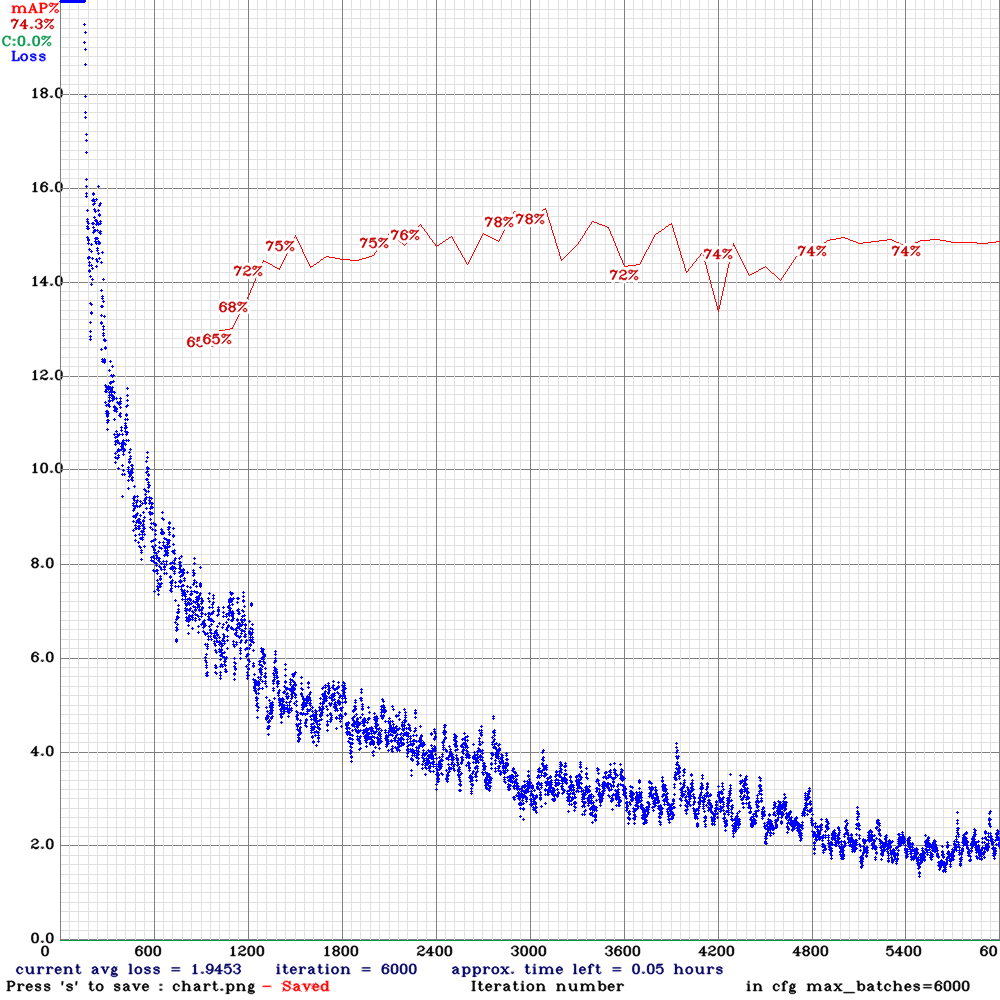 mAP%
74.3%
C:0.0%
Loss
18.0
16.0
78% 78%
75% 75% 76%
74% 74% 74%
72% 72%
14.0
68%
65%
12.0
10.0
8.0
6.0
4.0
2.0
0.0
0 600 1200 1800 2400 3000 3600 4200 4800 5400 60
current avg loss = 1.9453 iteration = 6000 approx. time left = 0.05 hours
Press 's' to save : chart.png - Saved Iteration number in cfg max_batches=6000